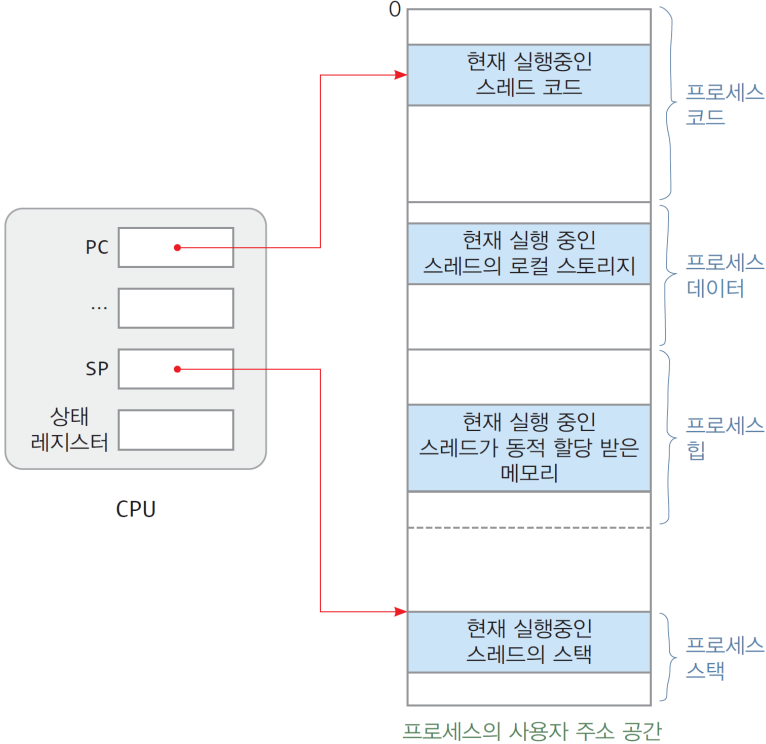 0
현재 실행중인
스레드 코드
프로세스
코드
PC
현재 실행 중인
스레드의 로컬 스토리지
프로세스
데이터
...
SP
현재 실행 중인
스레드가 동적 할당 받은
메모리
프로세스
힙
상태
레지스터
CPU
현재 실행중인
스레드의 스택
프로세스
스택
프로세스의 사용자 주소 공간